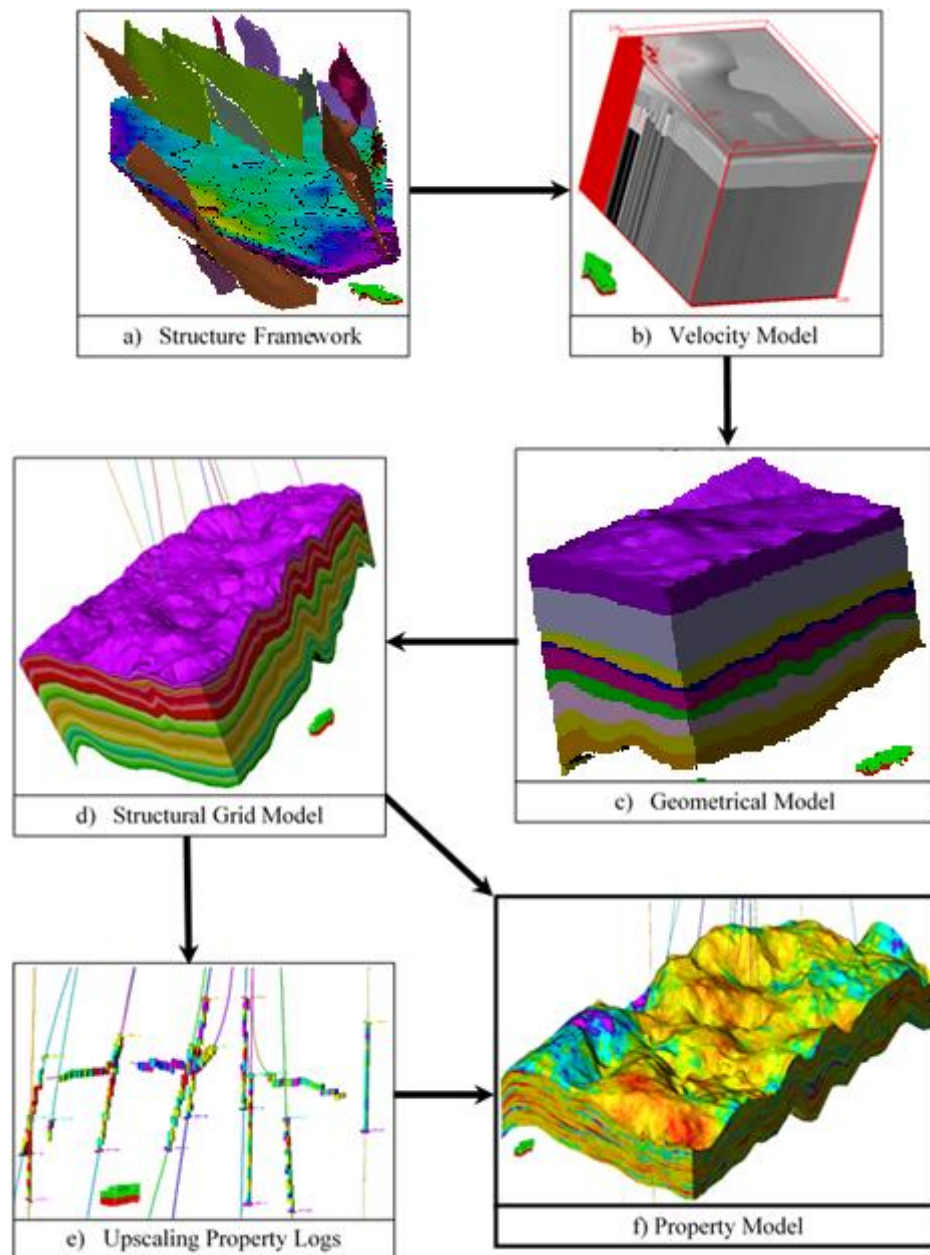 a) Structure Framework
b) Velocity Model
c) Geometrical Model
d) Structural Grid Model
e) Upscaling Property Logs
f) Property Model